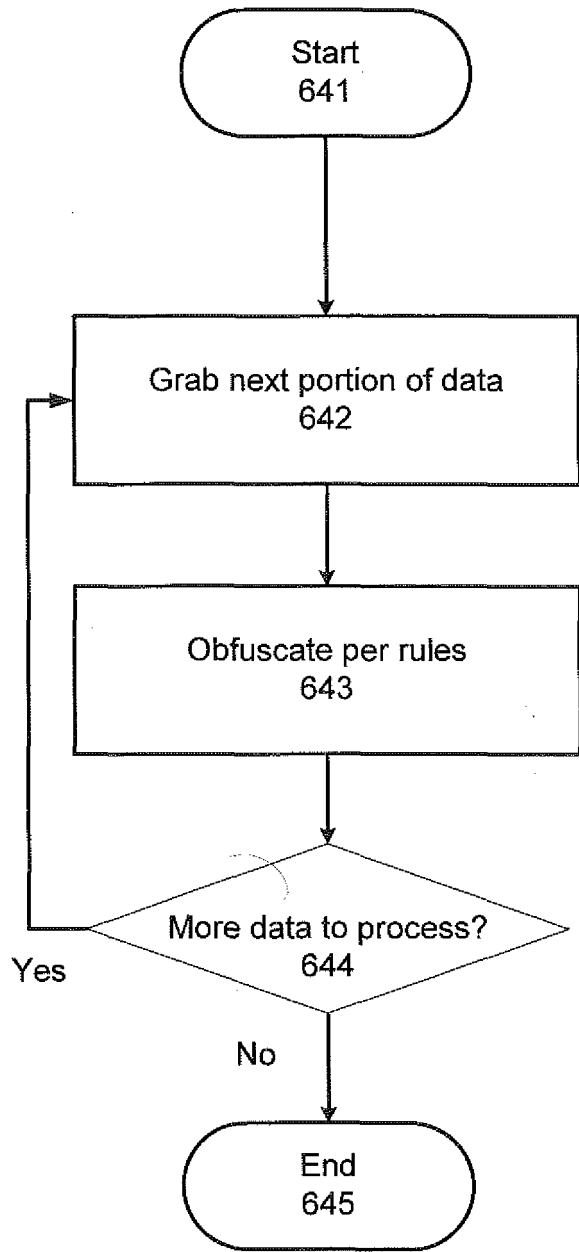 Start
641
Grab next portion of data
642
Obfuscate per rules
643
More data to process?
644
Yes
No
End
645